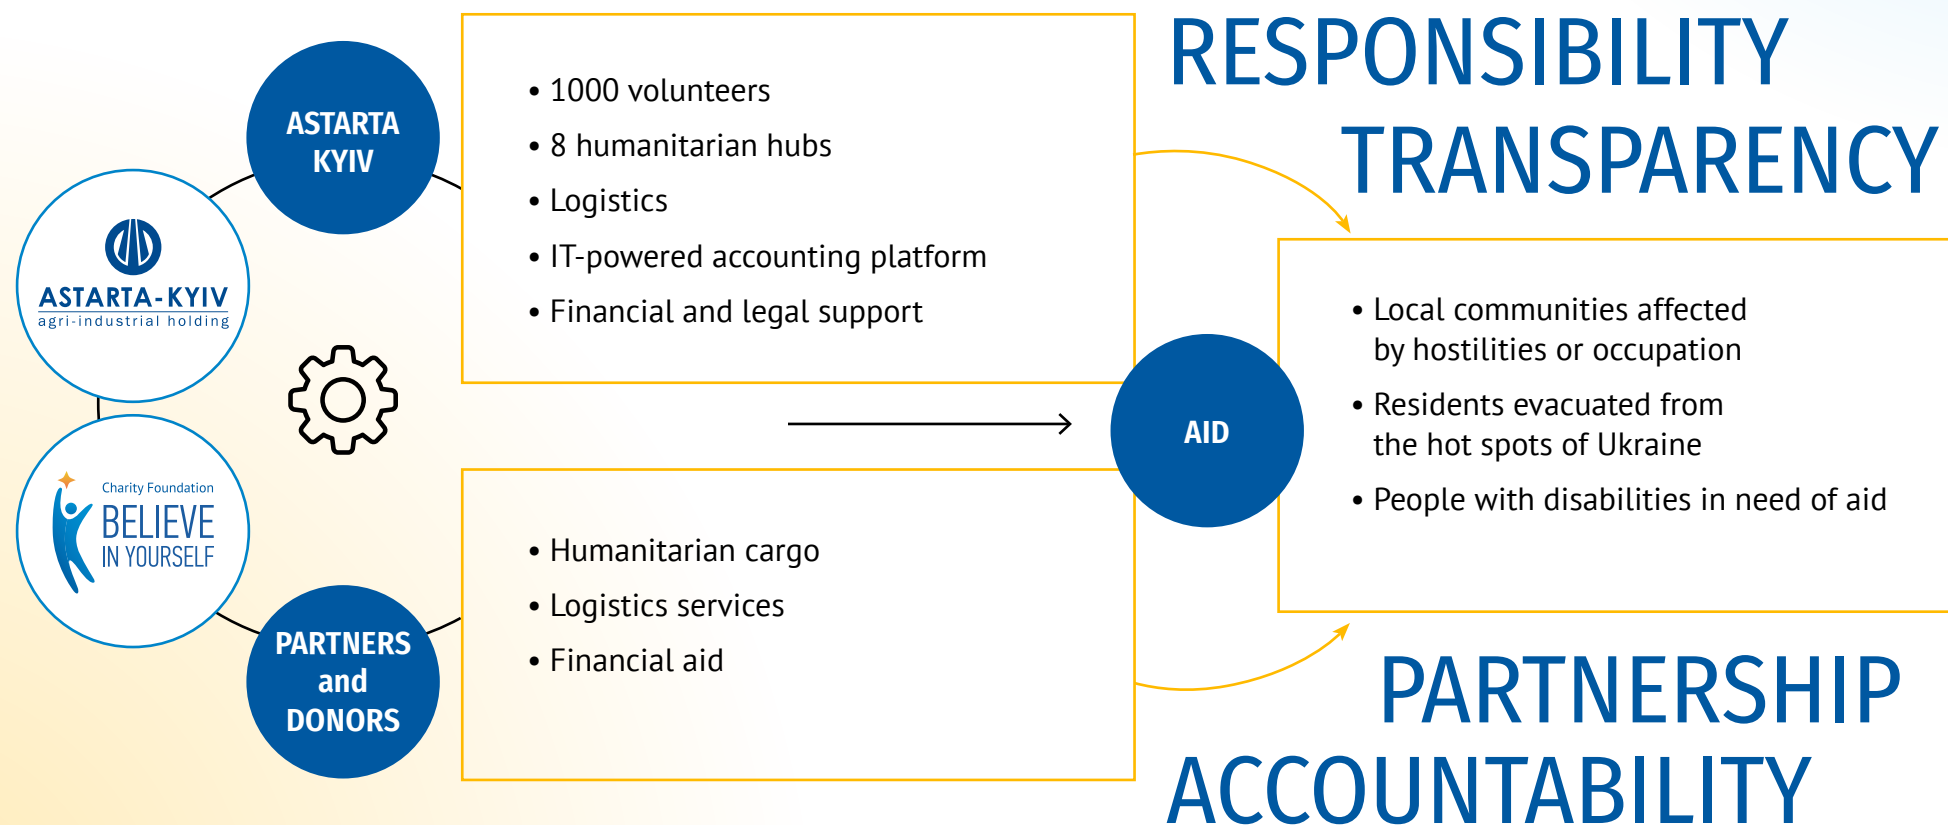 RESPONSIBILITY
TRANSPARENCY
ASTARTA
KYIV
• 1000 volunteers
• 8 humanitarian hubs
• Logistics
• IT-powered accounting platform
• Financial and legal support
ASTARTA-KYIV
agri-industrial holding
Charity Foundation
BELIEVE
IN YOURSELF
PARTNERS
and
DONORS
• Humanitarian cargo
• Logistics services
• Financial aid
AID
• Local communities affected
by hostilities or occupation
• Residents evacuated from
the hot spots of Ukraine
• People with disabilities in need of aid
PARTNERSHIP
ACCOUNTABILITY